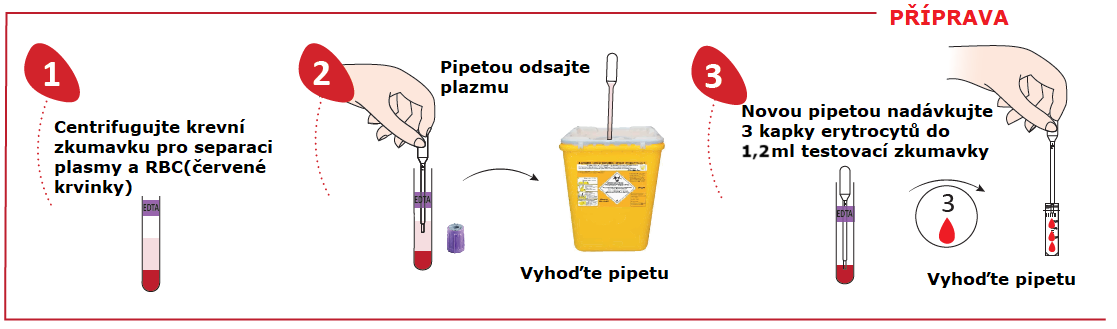 PŘÍPRAVA
1
Centrifugujte krevní
zkumavku pro separaci
plasmy a RBC(červené
krvinky)
EDTA
2
Pipetou odsajte
plazmu
EDTA
Vyhoďte pipetu
3
Novou pipetou nadávkujte
3 kapky erytrocytů do
1,2ml testovací zkumavky
EDTA
3
Vyhoďte pipetu